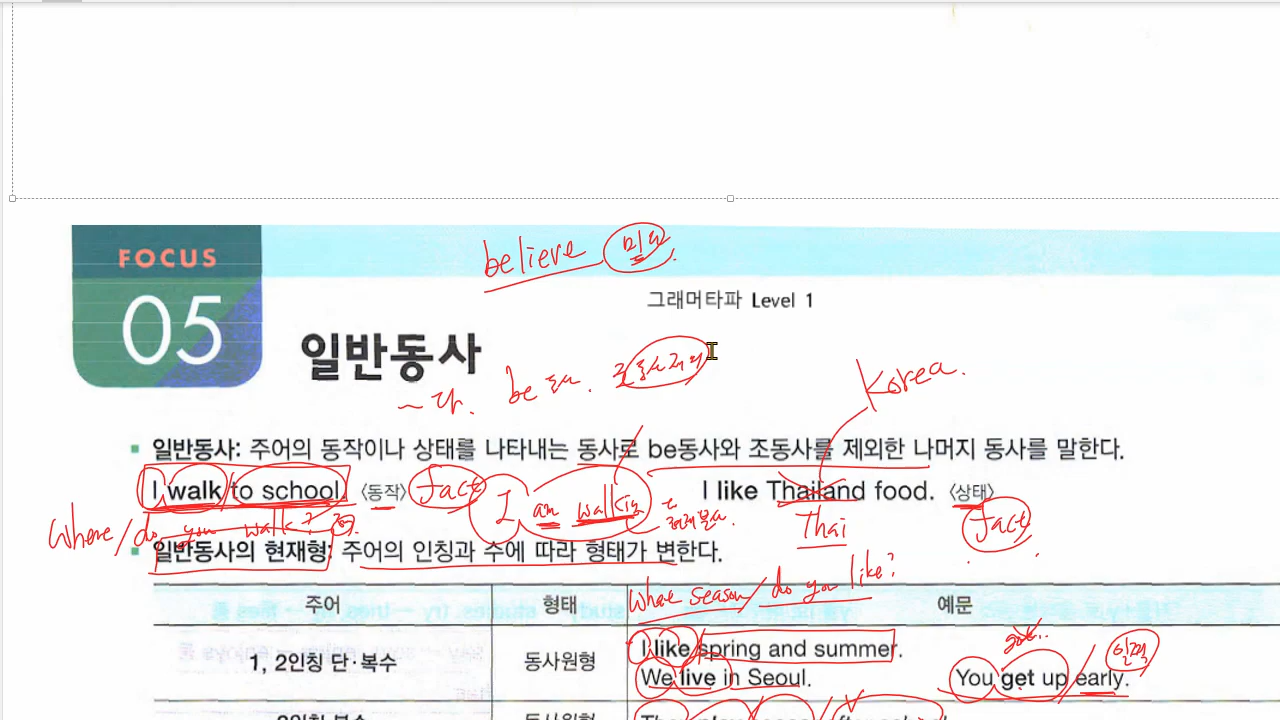 believe 믿다.
FOCUS
05
그래머타파 Level 1
일반동사
~다. be 동사.
Korea.
일반동사: 주어의 동작이나 상태를 나타내는 동사로 be동사와 조동사를 제외한 나머지 동사를 말한다.
I walk to school. <동작> fact I am walking
I like Thailand food. <상태>
Where/do you walk?
Thai
fact
일반동사의 현재형: 주어의 인칭과 수에 따라 형태가 변한다.
season/do you like?
주어 형태 예문
1, 2인칭 단·복수 동사원형
I like spring and summer.
We live in Seoul. You get up early. 일찍